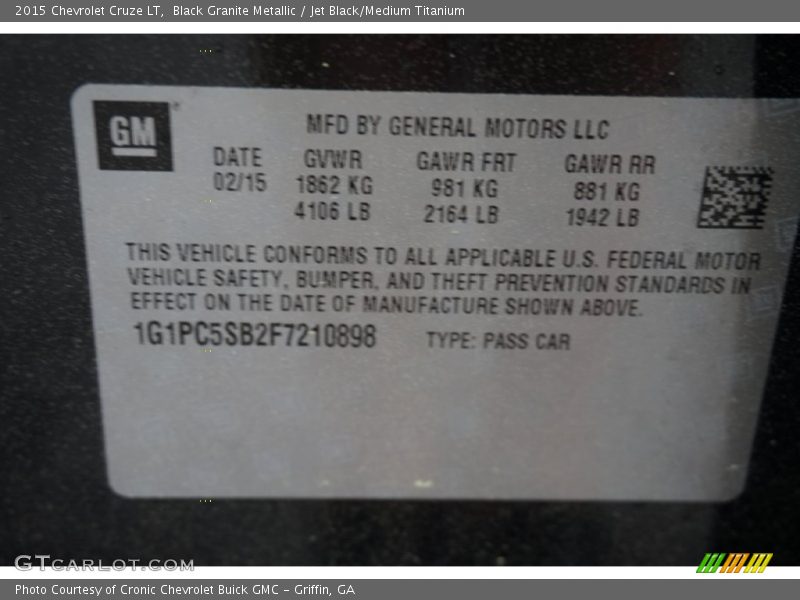 2015 Chevrolet Cruze LT, Black Granite Metallic / Jet Black/Medium Titanium
GM
MFD BY GENERAL MOTORS LLC
DATE GVWR GAWR FRT GAWR RR
02/15 1862 KG 981 KG 881 KG
4106 LB 2164 LB 1942 LB
THIS VEHICLE CONFORMS TO ALL APPLICABLE U.S. FEDERAL MOTOR
VEHICLE SAFETY, BUMPER, AND THEFT PREVENTION STANDARDS IN
EFFECT ON THE DATE OF MANUFACTURE SHOWN ABOVE.
1G1PC5SB2F7210898 TYPE: PASS CAR
GTCARLOT.COM
Photo Courtesy of Cronic Chevrolet Buick GMC - Griffin, GA